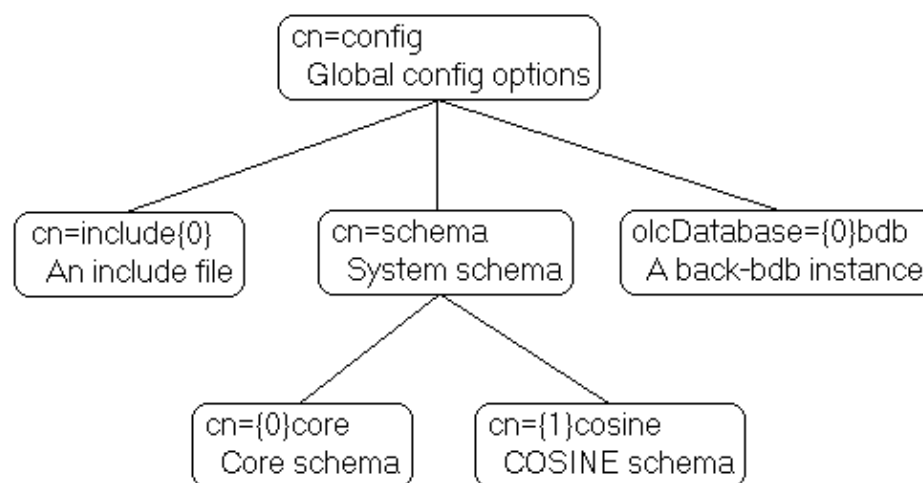 cn=config
Global config options
cn=include{0}
An include file
cn=schema
System schema
olcDatabase={0}bdb
A back-bdb instance
cn={0}core
Core schema
cn={1}cosine
COSINE schema